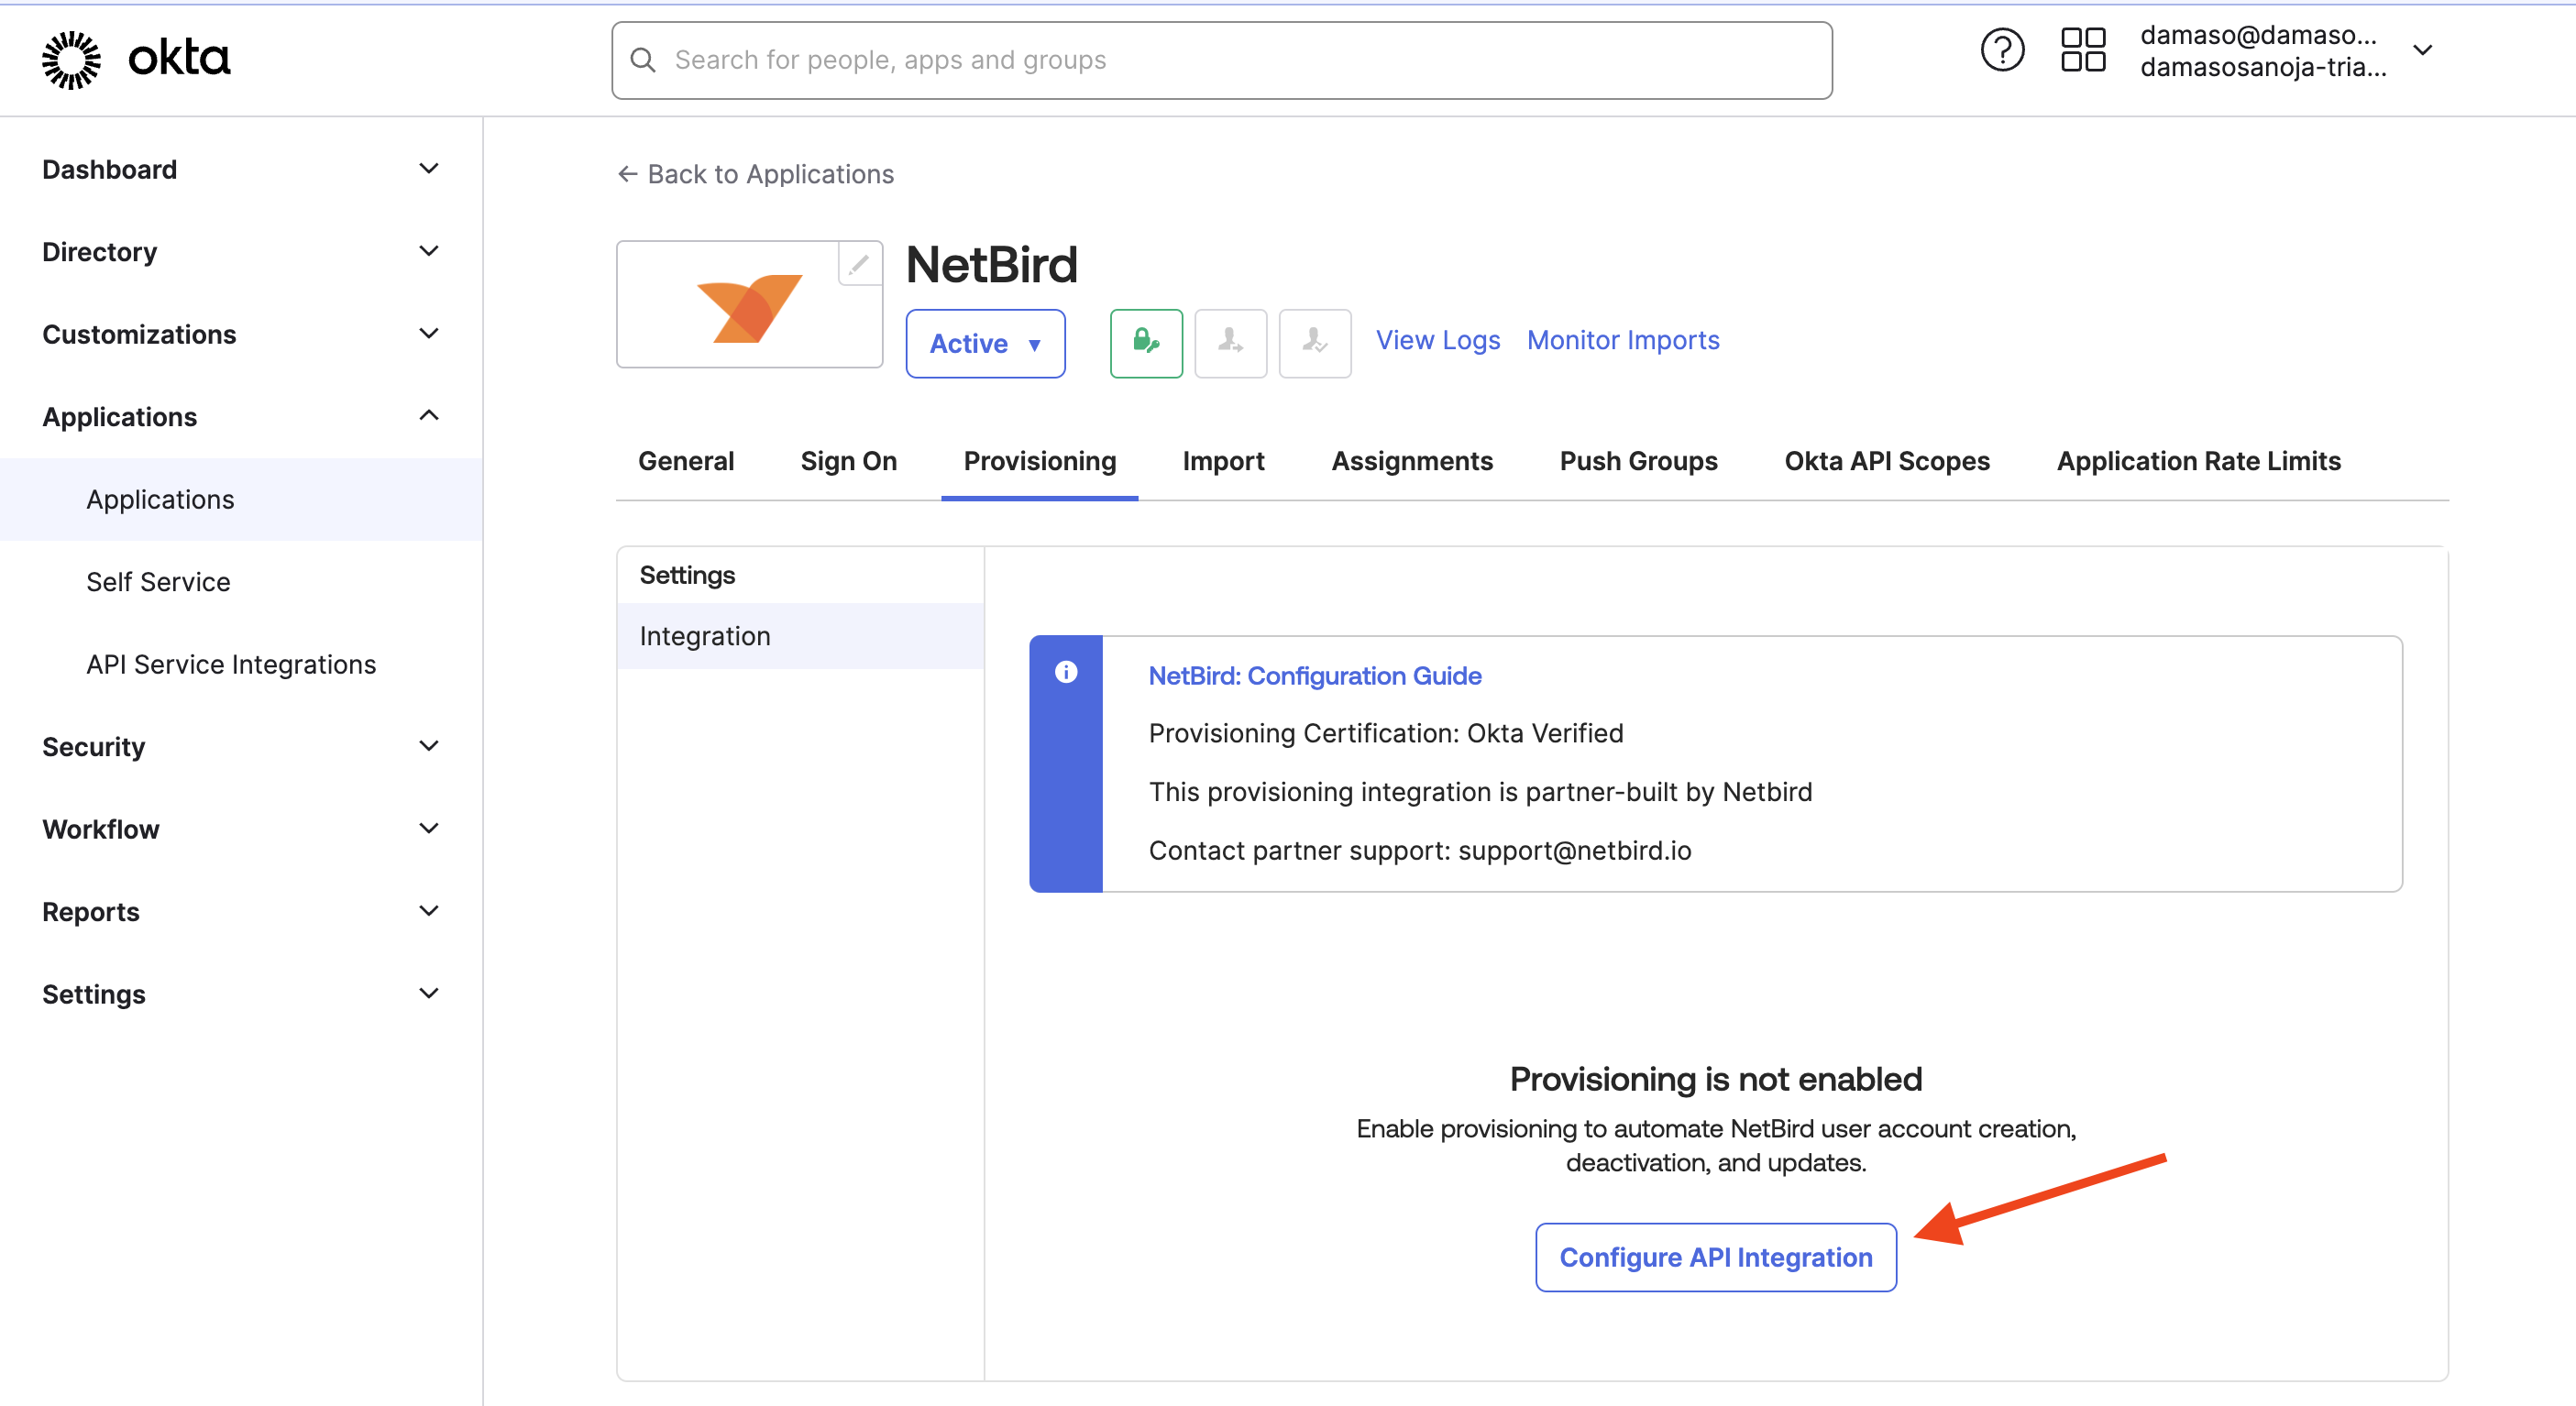 okta
Search for people, apps and groups
damaso@damaso...
damasosanoja-tria...
Dashboard
Directory
Customizations
Applications
Applications
Self Service
API Service Integrations
Security
Workflow
Reports
Settings
← Back to Applications
NetBird
Active
View Logs
Monitor Imports
General
Sign On
Provisioning
Import
Assignments
Push Groups
Okta API Scopes
Application Rate Limits
Settings
Integration
NetBird: Configuration Guide
Provisioning Certification: Okta Verified
This provisioning integration is partner-built by Netbird
Contact partner support: support@netbird.io
Provisioning is not enabled
Enable provisioning to automate NetBird user account creation,
deactivation, and updates.
Configure API Integration